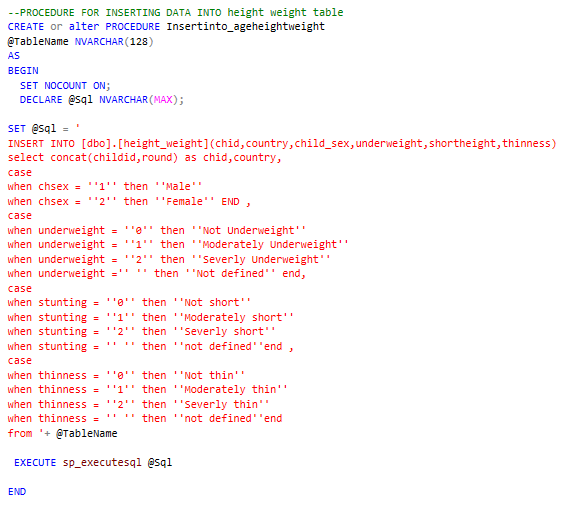 --PROCEDURE FOR INSERTING DATA INTO height weight table
CREATE or alter PROCEDURE Insertinto_ageheightweight
@TableName NVARCHAR(128)
AS
BEGIN
SET NOCOUNT ON;
DECLARE @Sql NVARCHAR(MAX);
SET @Sql = '
INSERT INTO [dbo].[height_weight](chid,country,child_sex,underweight,shortheight,thinness)
select concat(childid,round) as chid,country,
case
when chsex = ''1'' then ''Male''
when chsex = ''2'' then ''Female'' END ,
case
when underweight = ''0'' then ''Not Underweight''
when underweight = ''1'' then ''Moderately Underweight''
when underweight = ''2'' then ''Severly Underweight''
when underweight ='' '' then ''Not defined'' end,
case
when stunting = ''0'' then ''Not short''
when stunting = ''1'' then ''Moderately short''
when stunting = ''2'' then ''Severly short''
when stunting = '' '' then ''not defined''end ,
case
when thinness = ''0'' then ''Not thin''
when thinness = ''1'' then ''Moderately thin''
when thinness = ''2'' then ''Severly thin''
when thinness = '' '' then ''not defined''end
from '+ @TableName
EXECUTE sp_executesql @Sql
END